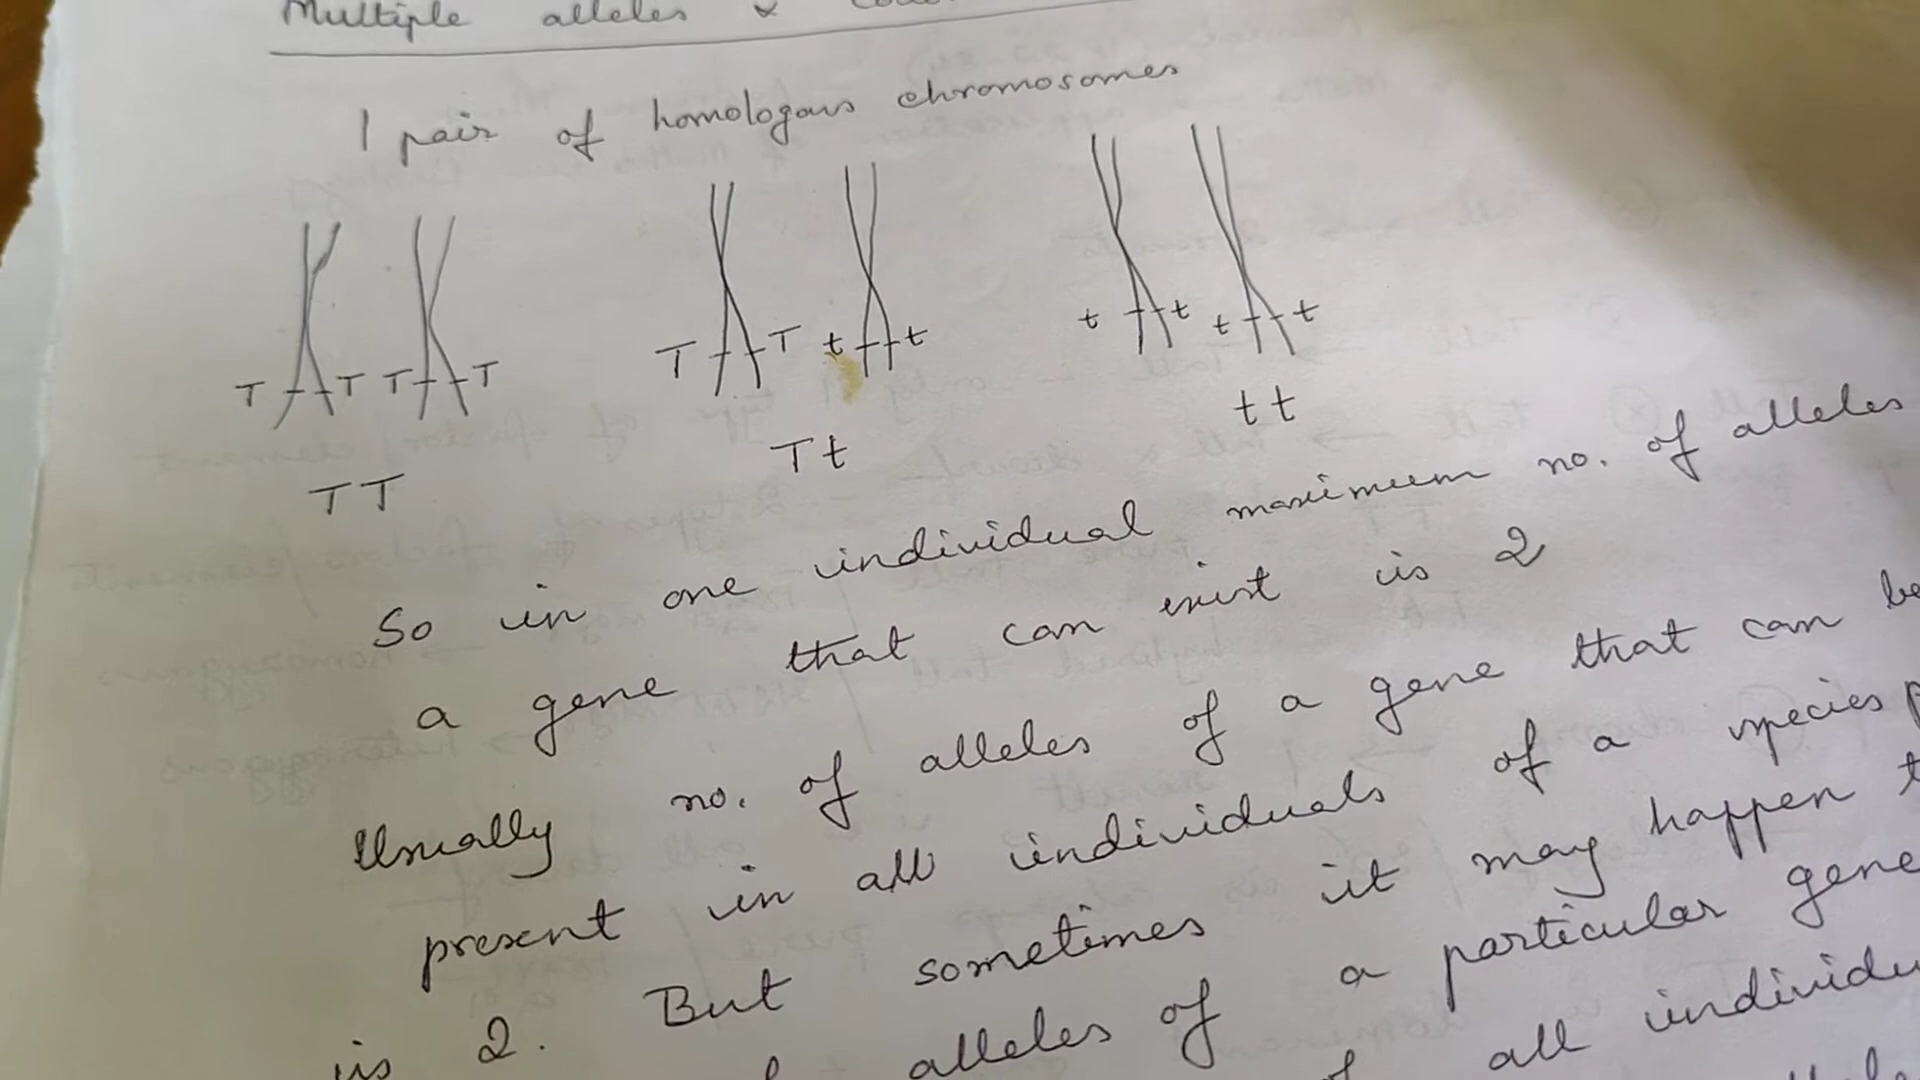 Multiple alleles &
1 pair of homologous chromosomes
T T T T
T T t t
t t t t
TT
Tt
tt
So in one individual maximum no. of alleles
a gene that can exist is 2
Usually no. of alleles of a gene that can be
present in all individuals of a species
is 2. But sometimes it may happen
alleles of a particular gene
all